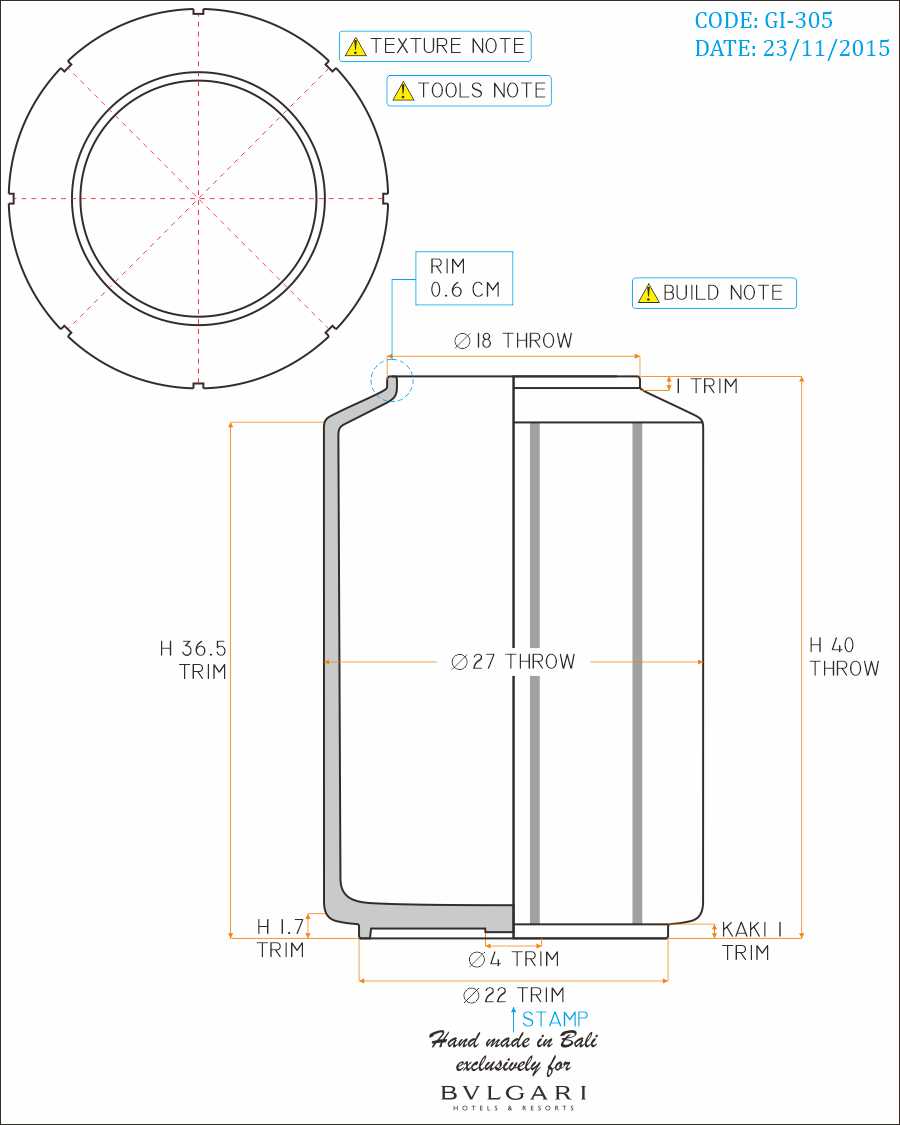 CODE: GI-305
DATE: 23/11/2015
TEXTURE NOTE
TOOLS NOTE
RIM
0.6 CM
BUILD NOTE
∅18 THROW
1 TRIM
H 36.5
TRIM
∅27 THROW
H 40
THROW
H 1.7
TRIM
KAKI 1
TRIM
∅4 TRIM
∅22 TRIM
STAMP
Hand made in Bali
exclusively for
BVLGARI
HOTELS & RESORTS